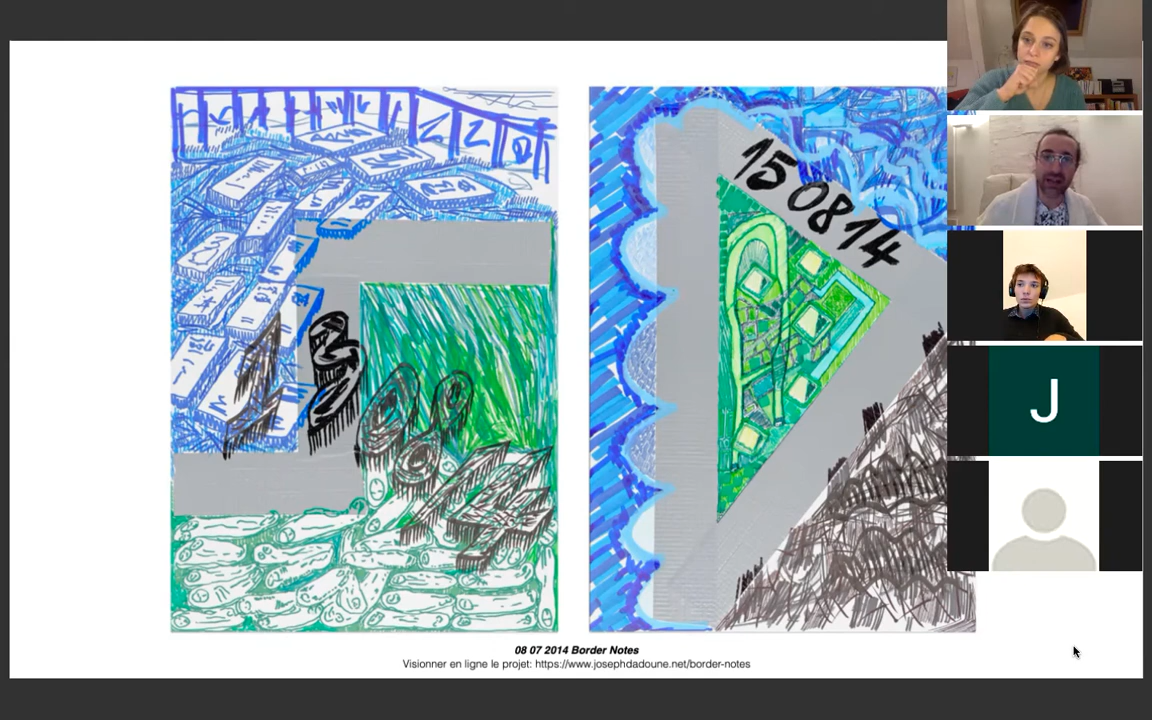 150814
J
08 07 2014 Border Notes
Visionner en ligne le projet: https://www.josephdadoune.net/border-notes